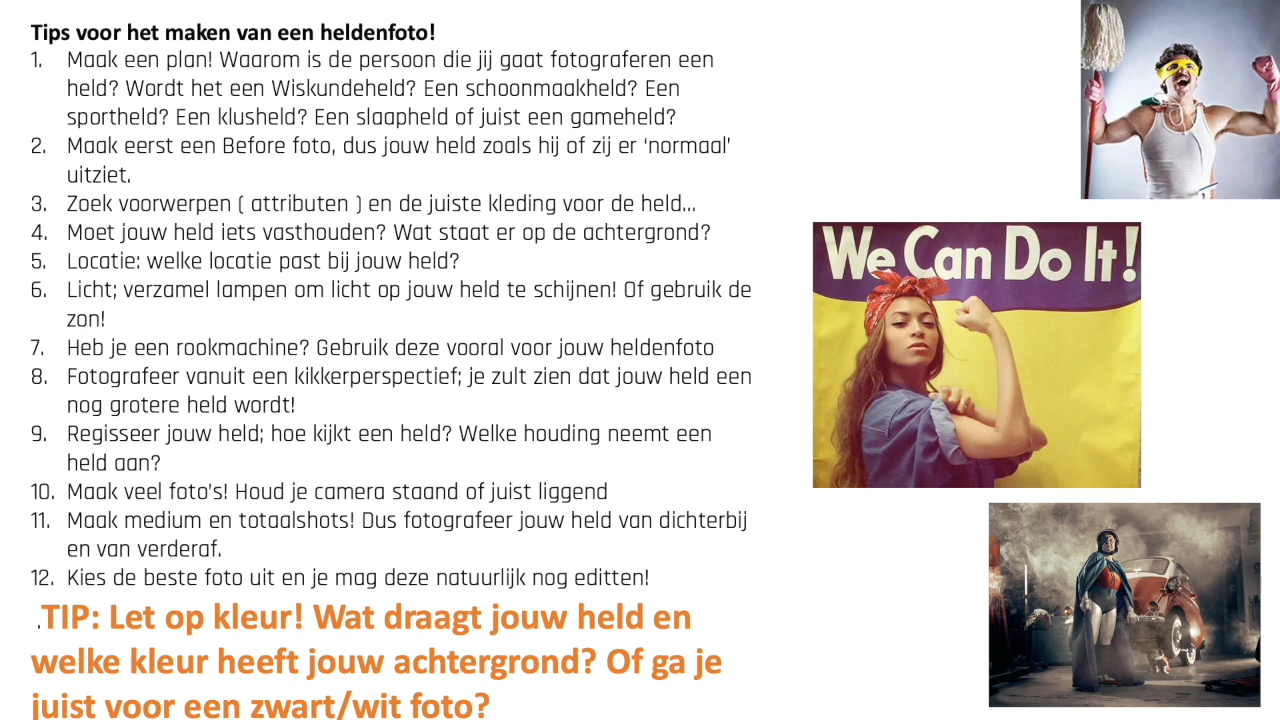 Tips voor het maken van een heldenfoto!
1. Maak een plan! Waarom is de persoon die jij gaat fotograferen een
held? Wordt het een Wiskundeheld? Een schoonmaakheld? Een
sportheld? Een klusheld? Een slaapheld of juist een gameheld?
2. Maak eerst een Before foto, dus jouw held zoals hij of zij er ‘normaal’
uitziet.
3. Zoek voorwerpen ( attributen ) en de juiste kleding voor de held...
4. Moet jouw held iets vasthouden? Wat staat er op de achtergrond?
5. Locatie: welke locatie past bij jouw held?
6. Licht; verzamel lampen om licht op jouw held te schijnen! Of gebruik de
zon!
7. Heb je een rookmachine? Gebruik deze vooral voor jouw heldenfoto
8. Fotografeer vanuit een kikkerperspectief; je zult zien dat jouw held een
nog grotere held wordt!
9. Regisseer jouw held; hoe kijkt een held? Welke houding neemt een
held aan?
10. Maak veel foto’s! Houd je camera staand of juist liggend
11. Maak medium en totaalshots! Dus fotografeer jouw held van dichterbij
en van verderaf.
12. Kies de beste foto uit en je mag deze natuurlijk nog editten!
.TIP: Let op kleur! Wat draagt jouw held en
welke kleur heeft jouw achtergrond? Of ga je
juist voor een zwart/wit foto?
We Can Do It!